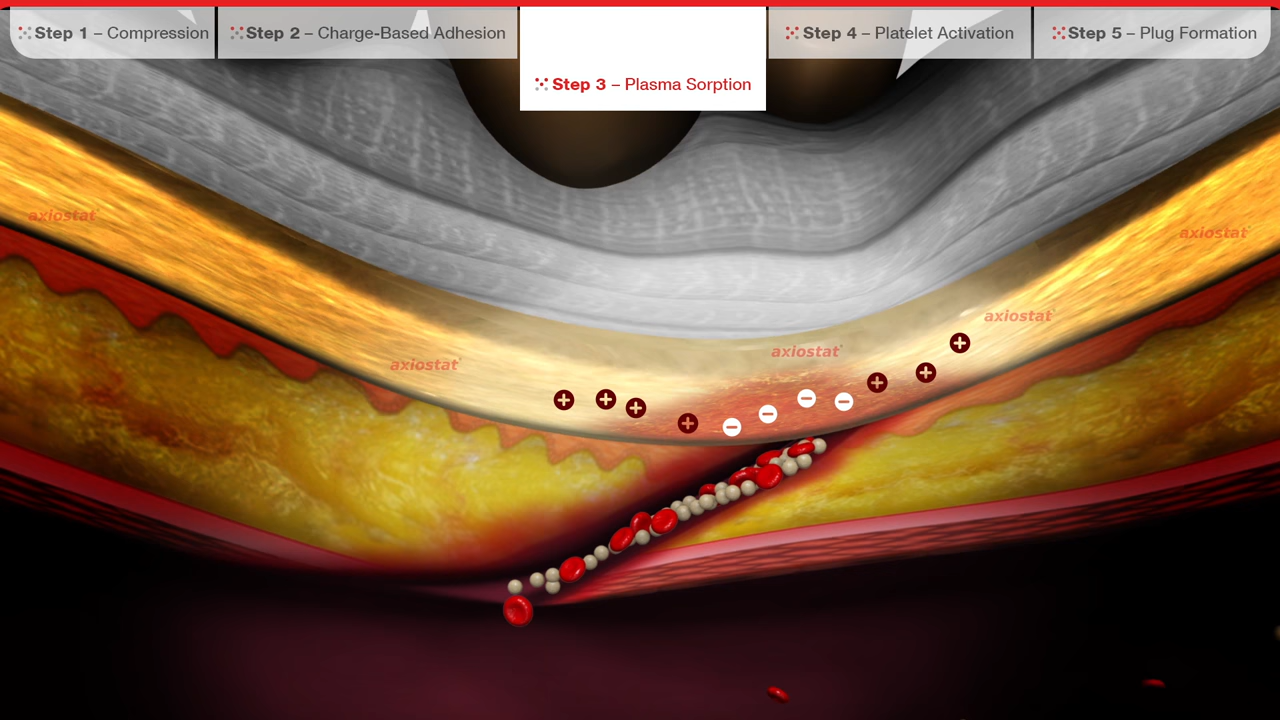 Step 1 – Compression
Step 2 – Charge-Based Adhesion
Step 3 – Plasma Sorption
Step 4 – Platelet Activation
Step 5 – Plug Formation
axiostat
axiostat
axiostat
axiostat
axiostat